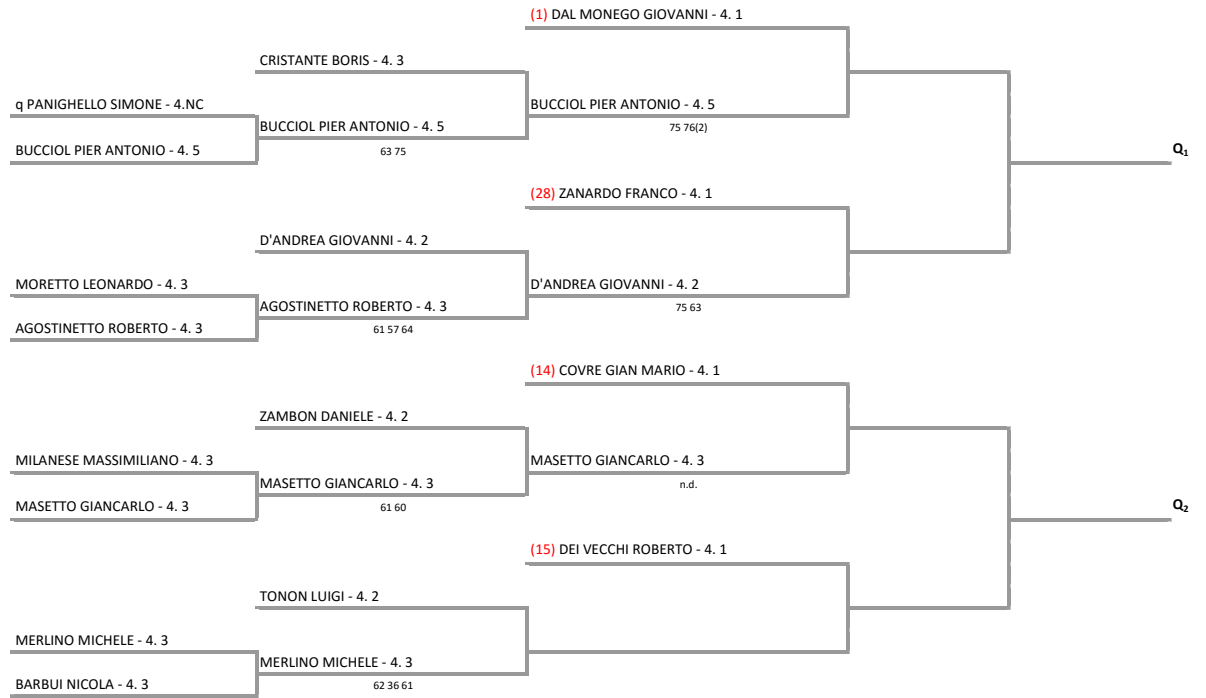 (1) DAL MONEGO GIOVANNI - 4. 1
CRISTANTE BORIS - 4. 3
q PANIGHELLO SIMONE - 4.NC
BUCCIOL PIER ANTONIO - 4. 5
BUCCIOL PIER ANTONIO - 4. 5
75 76(2)
BUCCIOL PIER ANTONIO - 4. 5
63 75
Q1
(28) ZANARDO FRANCO - 4. 1
D'ANDREA GIOVANNI - 4. 2
MORETTO LEONARDO - 4. 3
D'ANDREA GIOVANNI - 4. 2
75 63
AGOSTINETTO ROBERTO - 4. 3
61 57 64
AGOSTINETTO ROBERTO - 4. 3
(14) COVRE GIAN MARIO - 4. 1
ZAMBON DANIELE - 4. 2
MILANESE MASSIMILIANO - 4. 3
MASETTO GIANCARLO - 4. 3
n.d.
MASETTO GIANCARLO - 4. 3
61 60
MASETTO GIANCARLO - 4. 3
Q2
(15) DEI VECCHI ROBERTO - 4. 1
TONON LUIGI - 4. 2
MERLINO MICHELE - 4. 3
MERLINO MICHELE - 4. 3
62 36 61
BARBUI NICOLA - 4. 3